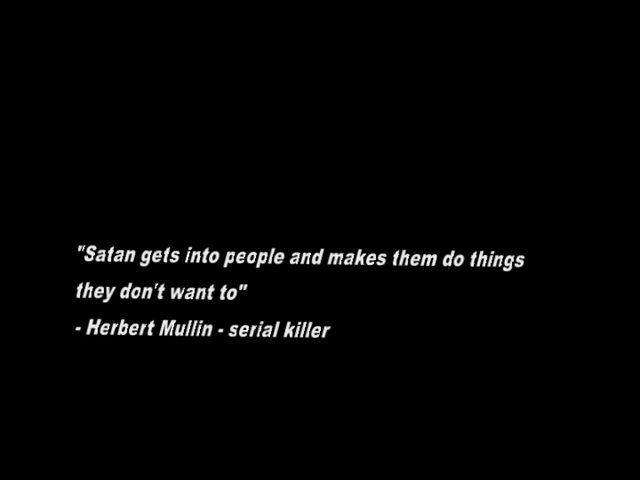 "Satan gets into people and makes them do things
they don't want to"
- Herbert Mullin - serial killer